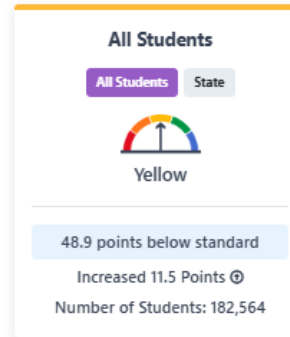 All Students
All Students State
Yellow
48.9 points below standard
Increased 11.5 Points
Number of Students: 182,564